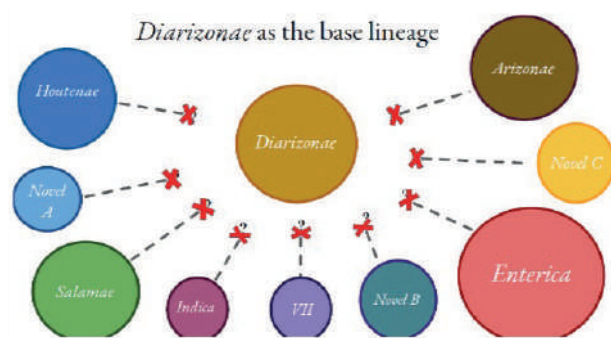 Diarizonae as the base lineage
Houtenae
Arizonae
Diarizonae
Novel C
Novel
A
Salamae
Indica
VII
Novel B
Enterica